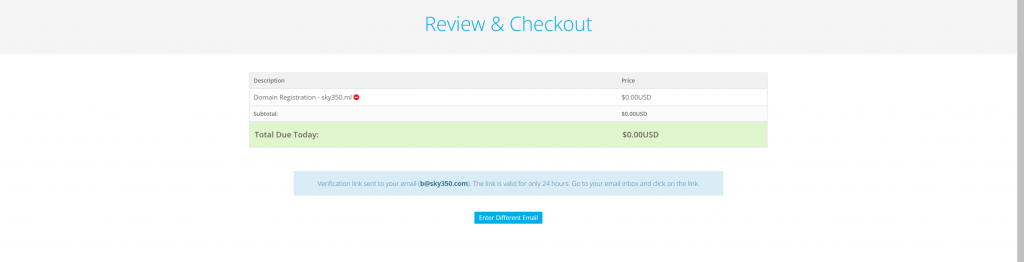 Review & Checkout
Description Price
Domain Registration - sky350.ml $0.00USD
Subtotal: $0.00USD
Total Due Today: $0.00USD
Verification link sent to your email (b@sky350.com). The link is valid for only 24 hours. Go to your email inbox and click on the link.
Enter Different Email